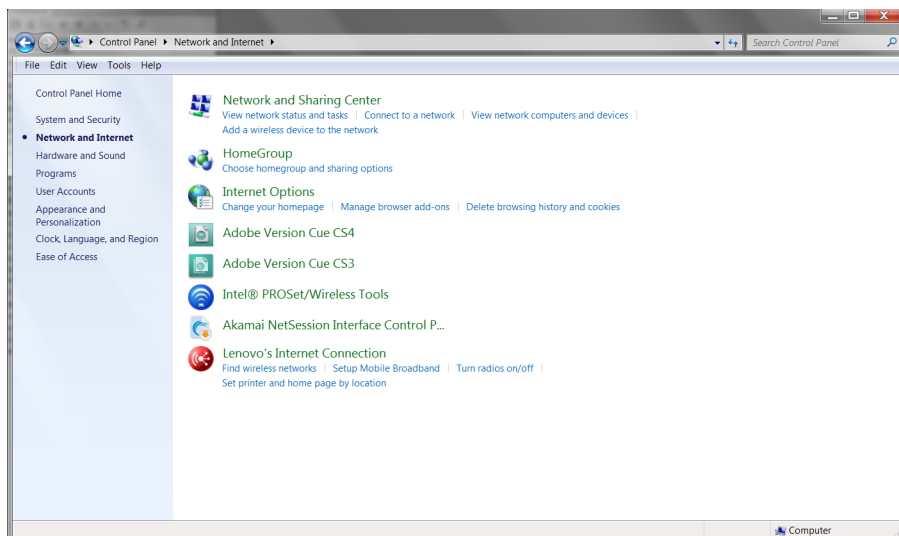 Control Panel Network and Internet
Search Control Panel
File Edit View Tools Help
Control Panel Home
System and Security
Network and Internet
Hardware and Sound
Programs
User Accounts
Appearance and
Personalization
Clock, Language, and Region
Ease of Access
Network and Sharing Center
View network status and tasks Connect to a network View network computers and devices
Add a wireless device to the network
HomeGroup
Choose homegroup and sharing options
Internet Options
Change your homepage Manage browser add-ons Delete browsing history and cookies
Adobe Version Cue CS4
Adobe Version Cue CS3
Intel® PROSet/Wireless Tools
Akamai NetSession Interface Control P...
Lenovo's Internet Connection
Find wireless networks Setup Mobile Broadband Turn radios on/off
Set printer and home page by location
Computer